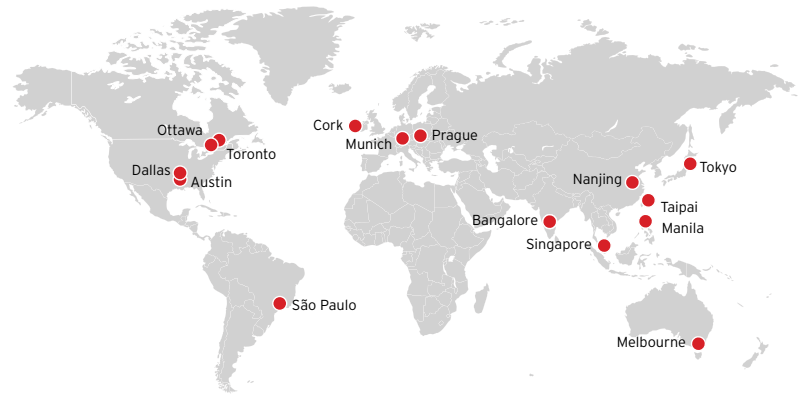 Cork
Ottawa
Munich
Prague
Toronto
Dallas
Tokyo
Austin
Nanjing
Taipai
Bangalore
Manila
Singapore
São Paulo
Melbourne